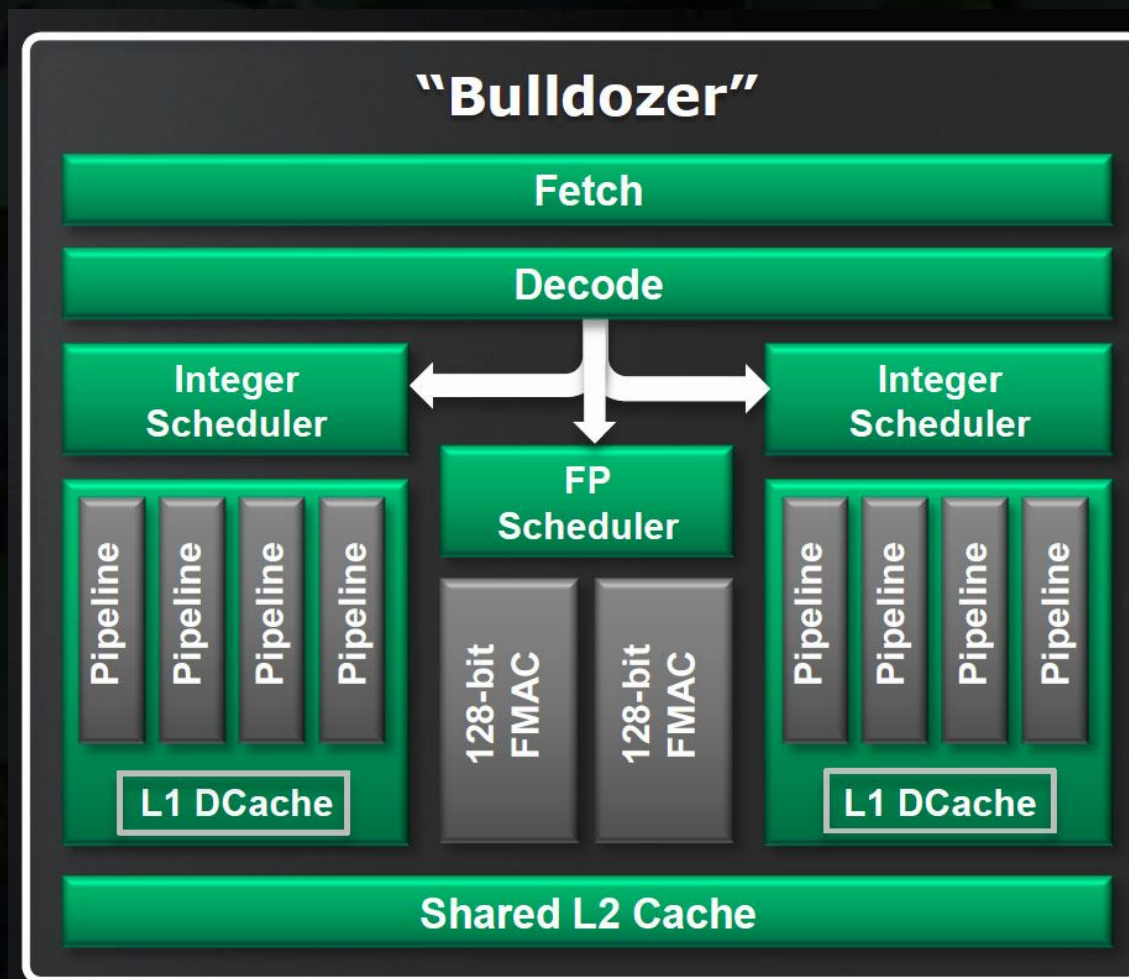 “Bulldozer”
Fetch
Decode
Integer
Scheduler
Integer
Scheduler
FP
Scheduler
Pipeline
Pipeline
Pipeline
Pipeline
128-bit
FMAC
128-bit
FMAC
Pipeline
Pipeline
Pipeline
Pipeline
L1 DCache
L1 DCache
Shared L2 Cache